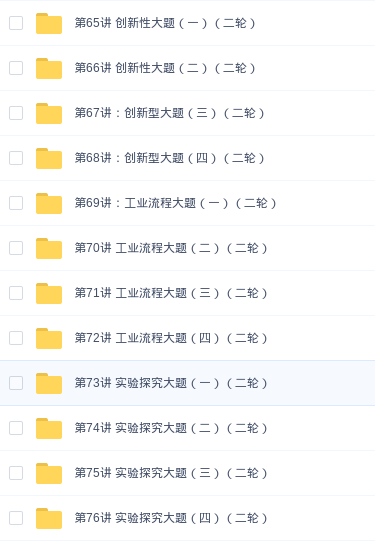 第65讲 创新性大题（一）（二轮）
第66讲 创新性大题（二）（二轮）
第67讲：创新型大题（三）（二轮）
第68讲：创新型大题（四）（二轮）
第69讲：工业流程大题（一）（二轮）
第70讲 工业流程大题（二）（二轮）
第71讲 工业流程大题（三）（二轮）
第72讲 工业流程大题（四）（二轮）
第73讲 实验探究大题（一）（二轮）
第74讲 实验探究大题（二）（二轮）
第75讲 实验探究大题（三）（二轮）
第76讲 实验探究大题（四）（二轮）